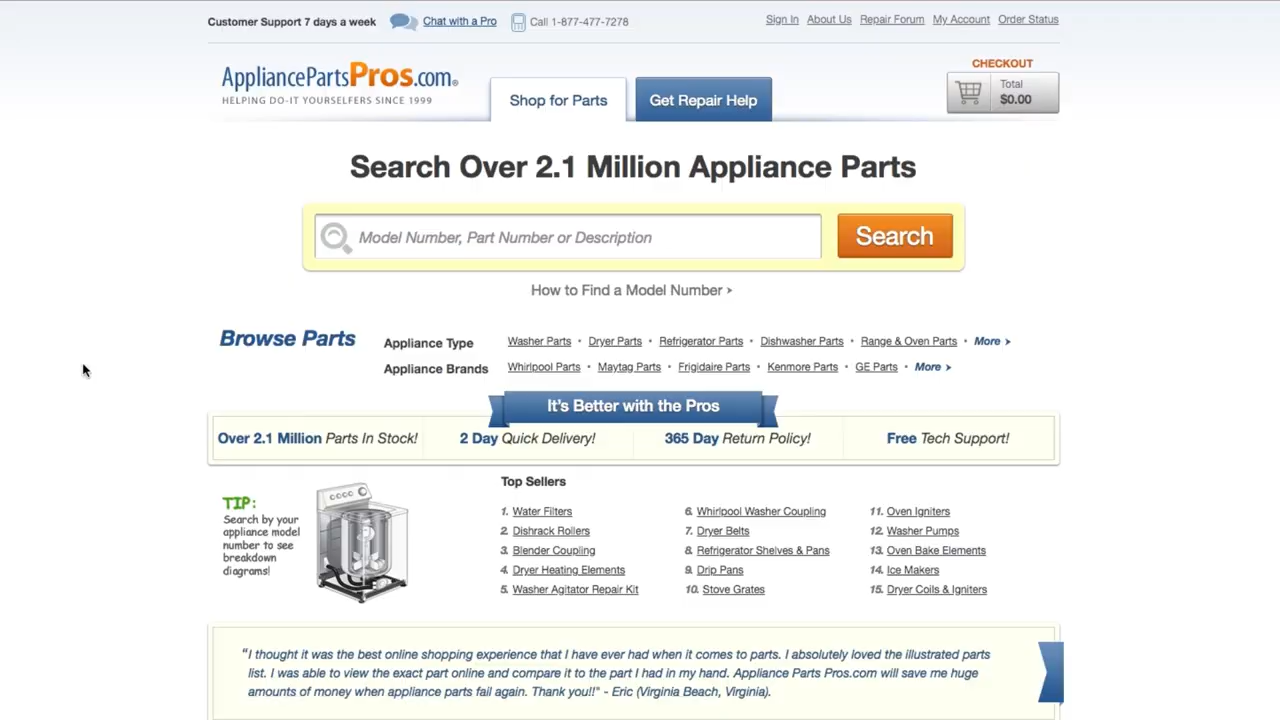 Customer Support 7 days a week Chat with a Pro Call 1-877-477-7278 Sign In About Us Repair Forum My Account Order Status
AppliancePartsPros.com®
HELPING DO-IT YOURSELFERS SINCE 1999
Shop for Parts
Get Repair Help
CHECKOUT
Total
$0.00
Search Over 2.1 Million Appliance Parts
Model Number, Part Number or Description
Search
How to Find a Model Number ›
Browse Parts
Appliance Type Washer Parts • Dryer Parts • Refrigerator Parts • Dishwasher Parts • Range & Oven Parts • More ›
Appliance Brands Whirlpool Parts • Maytag Parts • Frigidaire Parts • Kenmore Parts • GE Parts • More ›
It's Better with the Pros
Over 2.1 Million Parts In Stock! 2 Day Quick Delivery! 365 Day Return Policy! Free Tech Support!
TIP:
Search by your
appliance model
number to see
breakdown
diagrams!
Top Sellers
1. Water Filters
2. Dishrack Rollers
3. Blender Coupling
4. Dryer Heating Elements
5. Washer Agitator Repair Kit
6. Whirlpool Washer Coupling
7. Dryer Belts
8. Refrigerator Shelves & Pans
9. Drip Pans
10. Stove Grates
11. Oven Igniters
12. Washer Pumps
13. Oven Bake Elements
14. Ice Makers
15. Dryer Coils & Igniters
"I thought it was the best online shopping experience that I have ever had when it comes to parts. I absolutely loved the illustrated parts
list. I was able to view the exact part online and compare it to the part I had in my hand. Appliance Parts Pros.com will save me huge
amounts of money when appliance parts fail again. Thank you!!" - Eric (Virginia Beach, Virginia).